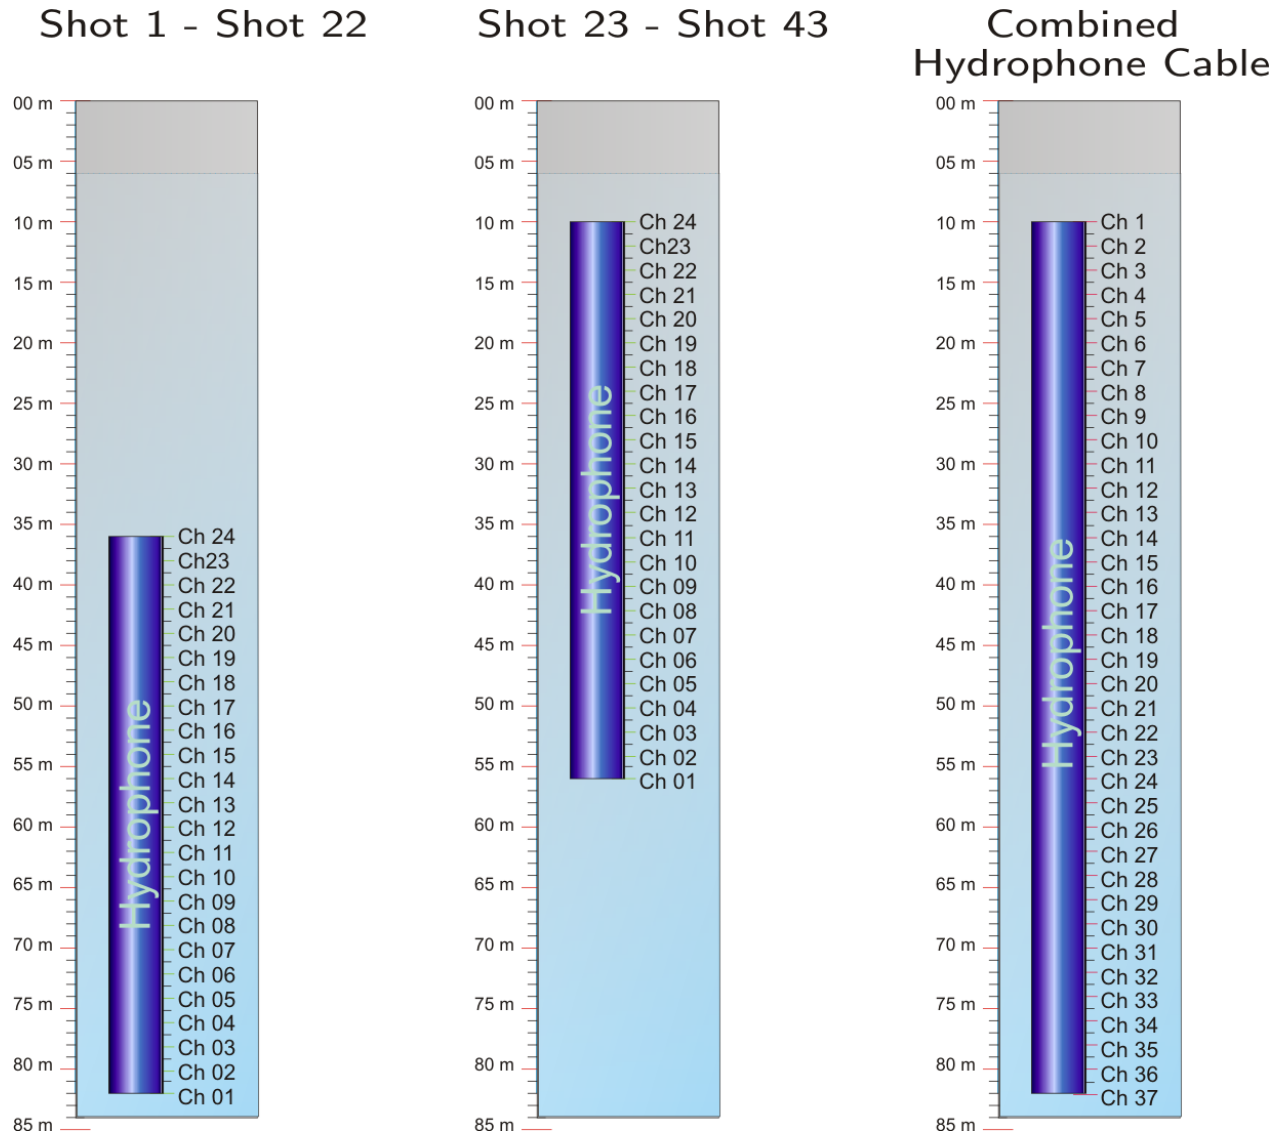 Shot 1 - Shot 22
00 m
05 m
10 m
15 m
20 m
25 m
30 m
35 m
40 m
45 m
50 m
55 m
60 m
65 m
70 m
75 m
80 m
85 m
Hydrophone
Ch 24
Ch23
Ch 22
Ch 21
Ch 20
Ch 19
Ch 18
Ch 17
Ch 16
Ch 15
Ch 14
Ch 13
Ch 12
Ch 11
Ch 10
Ch 09
Ch 08
Ch 07
Ch 06
Ch 05
Ch 04
Ch 03
Ch 02
Ch 01
Shot 23 - Shot 43
00 m
05 m
10 m
15 m
20 m
25 m
30 m
35 m
40 m
45 m
50 m
55 m
60 m
65 m
70 m
75 m
80 m
85 m
Hydrophone
Ch 24
Ch23
Ch 22
Ch 21
Ch 20
Ch 19
Ch 18
Ch 17
Ch 16
Ch 15
Ch 14
Ch 13
Ch 12
Ch 11
Ch 10
Ch 09
Ch 08
Ch 07
Ch 06
Ch 05
Ch 04
Ch 03
Ch 02
Ch 01
Combined
Hydrophone Cable
00 m
05 m
10 m
15 m
20 m
25 m
30 m
35 m
40 m
45 m
50 m
55 m
60 m
65 m
70 m
75 m
80 m
85 m
Hydrophone
Ch 1
Ch 2
Ch 3
Ch 4
Ch 5
Ch 6
Ch 7
Ch 8
Ch 9
Ch 10
Ch 11
Ch 12
Ch 13
Ch 14
Ch 15
Ch 16
Ch 17
Ch 18
Ch 19
Ch 20
Ch 21
Ch 22
Ch 23
Ch 24
Ch 25
Ch 26
Ch 27
Ch 28
Ch 29
Ch 30
Ch 31
Ch 32
Ch 33
Ch 34
Ch 35
Ch 36
Ch 37